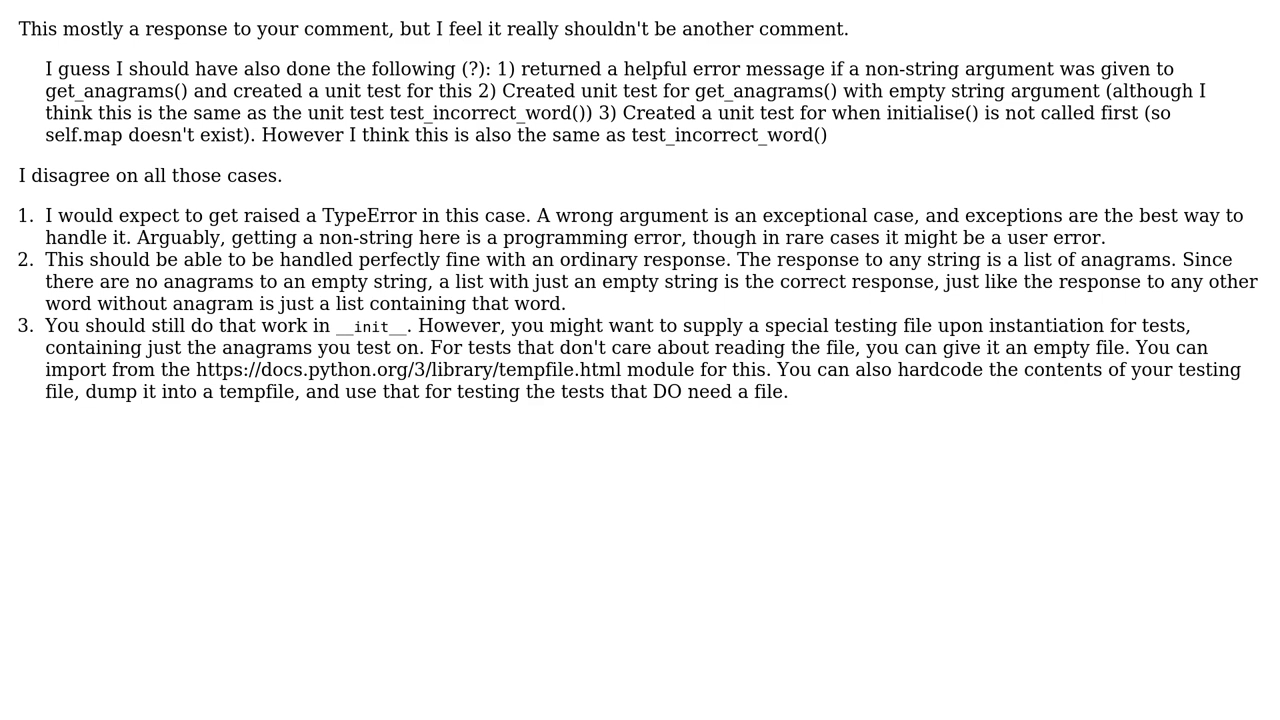 This mostly a response to your comment, but I feel it really shouldn't be another comment.
I guess I should have also done the following (?): 1) returned a helpful error message if a non-string argument was given to
get_anagrams() and created a unit test for this 2) Created unit test for get_anagrams() with empty string argument (although I
think this is the same as the unit test test_incorrect_word()) 3) Created a unit test for when initialise() is not called first (so
self.map doesn't exist). However I think this is also the same as test_incorrect_word()
I disagree on all those cases.
1. I would expect to get raised a TypeError in this case. A wrong argument is an exceptional case, and exceptions are the best way to
handle it. Arguably, getting a non-string here is a programming error, though in rare cases it might be a user error.
2. This should be able to be handled perfectly fine with an ordinary response. The response to any string is a list of anagrams. Since
there are no anagrams to an empty string, a list with just an empty string is the correct response, just like the response to any other
word without anagram is just a list containing that word.
3. You should still do that work in __init__. However, you might want to supply a special testing file upon instantiation for tests,
containing just the anagrams you test on. For tests that don't care about reading the file, you can give it an empty file. You can
import from the https://docs.python.org/3/library/tempfile.html module for this. You can also hardcode the contents of your testing
file, dump it into a tempfile, and use that for testing the tests that DO need a file.